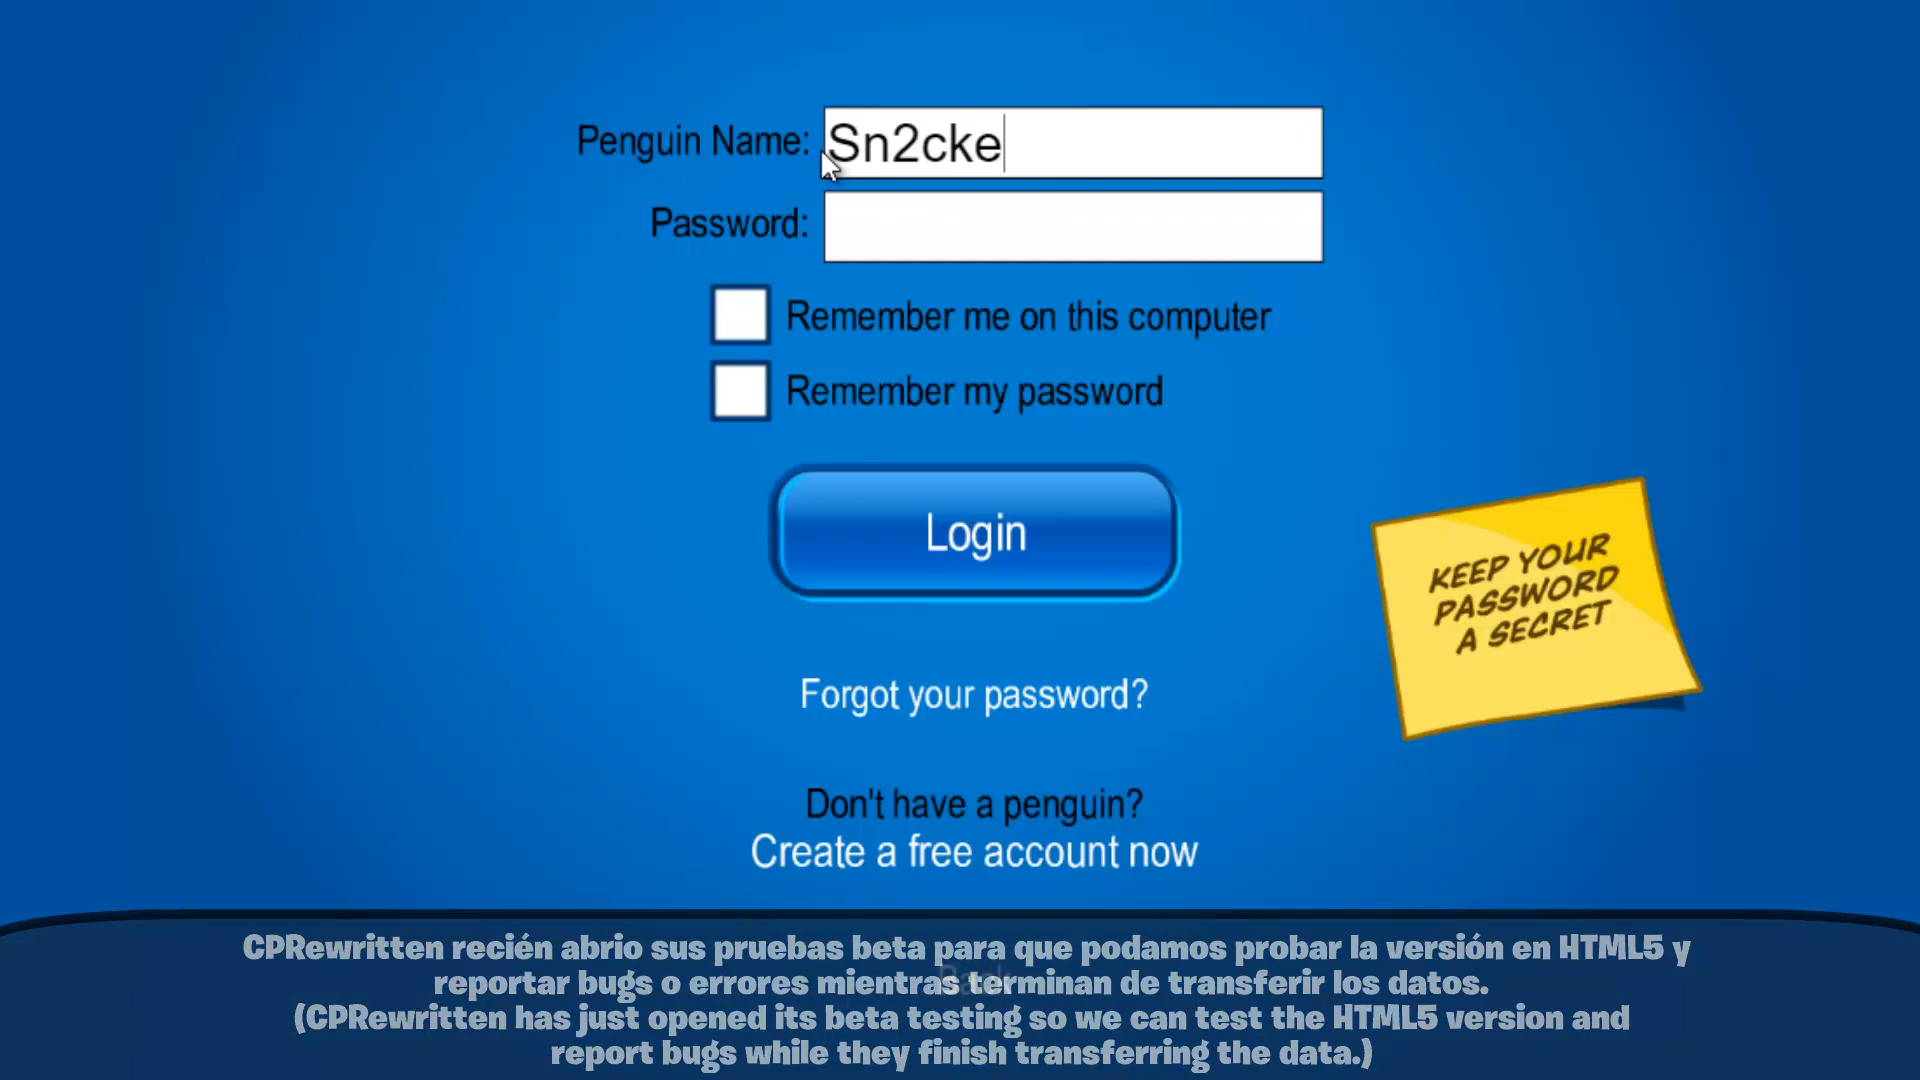 Penguin Name: Sn2cke
Password:
Remember me on this computer
Remember my password
Login
KEEP YOUR
PASSWORD
A SECRET
Forgot your password?
Don't have a penguin?
Create a free account now
CPRewritten recién abrio sus pruebas beta para que podamos probar la versión en HTML5 y
reportar bugs o errores mientras terminan de transferir los datos.
(CPRewritten has just opened its beta testing so we can test the HTML5 version and
report bugs while they finish transferring the data.)